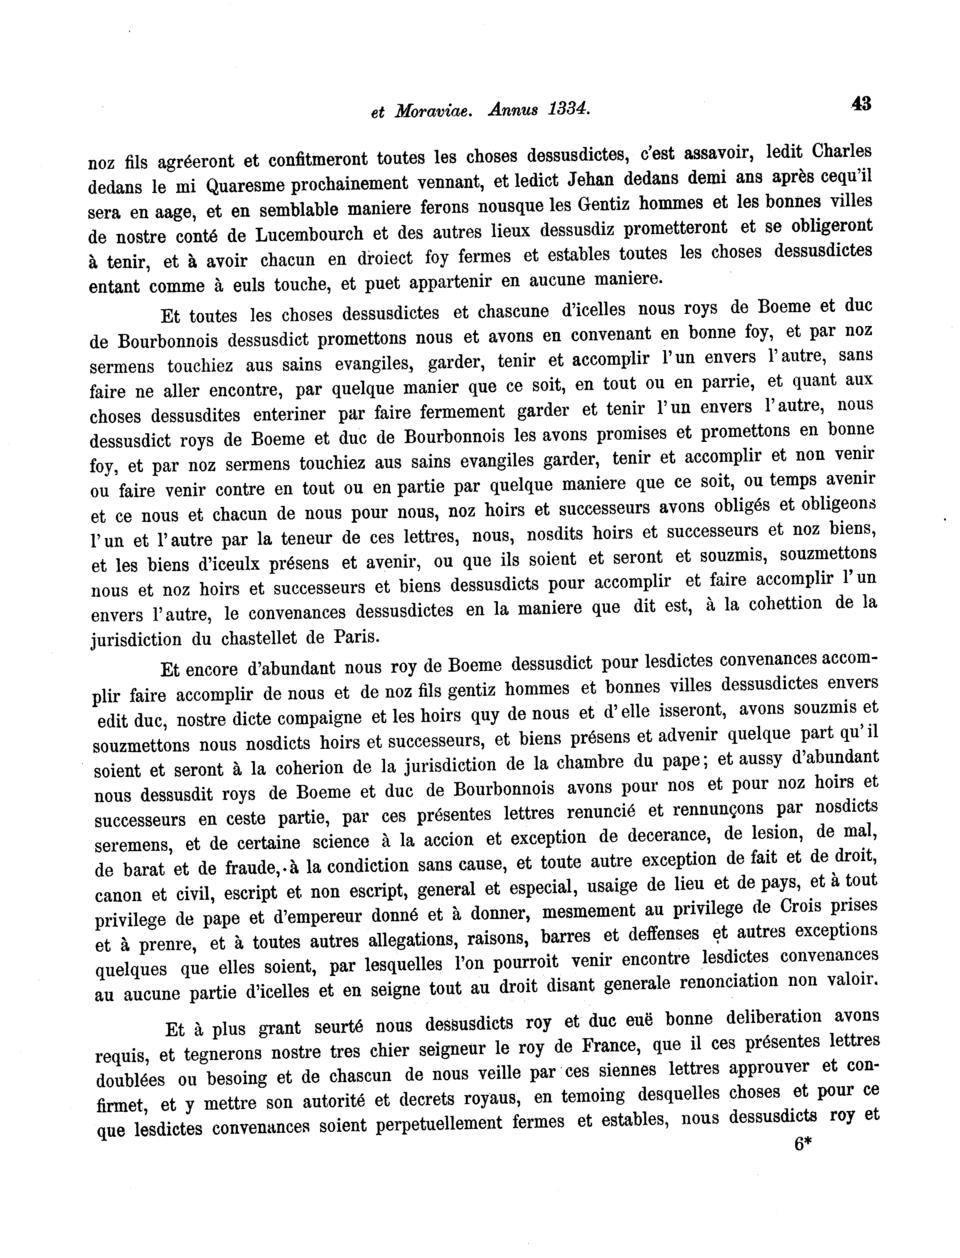 et Moraviae. Annus 1334.
43
noz fils agréeront et confitmeront toutes les choses dessusdictes, c'est assavoir, ledit Charles
dedans le mi Quaresme prochainement vennant, et ledict Jehan dedans demi ans après cequ'il
sera en aage, et en semblable maniere ferons nousque les Gentiz hommes et les bonnes villes
de nostre conté de Lucembourch et des autres lieux dessusdiz prometteront et se obligeront
à tenir, et à avoir chacun en droiect foy fermes et estables toutes les choses dessusdictes
entant comme à euls touche, et puet appartenir en aucune maniere.
Et toutes les choses dessusdictes et chascune d'icelles nous roys de Boeme et duc
de Bourbonnois dessusdict promettons nous et avons en convenant en bonne foy, et par noz
sermens touchiez aus sains evangiles, garder, tenir et accomplir l'un envers l'autre, sans
faire ne aller encontre, par quelque manier que ce soit, en tout ou en parrie, et quant aux
choses dessusdites enteriner par faire fermement garder et tenir l'un envers l'autre, nous
dessusdict roys de Boeme et duc de Bourbonnois les avons promises et promettons en bonne
foy, et par noz sermens touchiez aus sains evangiles garder, tenir et accomplir et non venir
ou faire venir contre en tout ou en partie par quelque maniere que ce soit, ou temps avenir
et ce nous et chacun de nous pour nous, noz hoirs et successeurs avons obligés et obligeons
l'un et l'autre par la teneur de ces lettres, nous, nosdits hoirs et successeurs et noz biens,
et les biens d'iceulx présens et avenir, ou que ils soient et seront et souzmis, souzmettons
nous et noz hoirs et successeurs et biens dessusdicts pour accomplir et faire accomplir l'un
envers l'autre, le convenances dessusdictes en la maniere que dit est, à la cohettion de la
jurisdiction du chastellet de Paris.
Et encore d'abundant nous roy de Boeme dessusdict pour lesdictes convenances accom-
plir faire accomplir de nous et de noz fils gentiz hommes et bonnes villes dessusdictes envers
edit duc, nostre dicte compaigne et les hoirs quy de nous et d'elle isseront, avons souzmis et
souzmettons nous nosdicts hoirs et successeurs, et biens présens et advenir quelque part qu'il
soient et seront à la coherion de la jurisdiction de la chambre du pape; et aussy d'abundant
nous dessusdit roys de Boeme et duc de Bourbonnois avons pour nos et pour noz hoirs et
successeurs en ceste partie, par ces présentes lettres renuncié et rennunçons par nosdicts
seremens, et de certaine science à la accion et exception de decerance, de lesion, de mal,
de barat et de fraude, à la condiction sans cause, et toute autre exception de fait et de droit,
canon et civil, escript et non escript, general et especial, usaige de lieu et de pays, et à tout
privilege de pape et d'empereur donné et à donner, mesmement au privilege de Crois prises
et à prenre, et à toutes autres allegations, raisons, barres et deffenses et autres exceptions
quelques que elles soient, par lesquelles l'on pourroit venir encontre lesdictes convenances
au aucune partie d'icelles et en seigne tout au droit disant generale renonciation non valoir.
Et à plus grant seurté nous dessusdicts roy et duc euë bonne deliberation avons
requis, et tegnerons nostre tres chier seigneur le roy de France, que il ces présentes lettres
doublées ou besoing et de chascun de nous veille par ces siennes lettres approuver et con-
firmet, et y mettre son autorité et decrets royaus, en temoing desquelles choses et pour ce
que lesdictes convenances soient perpetuellement fermes et estables, nous dessusdicts roy et
6*